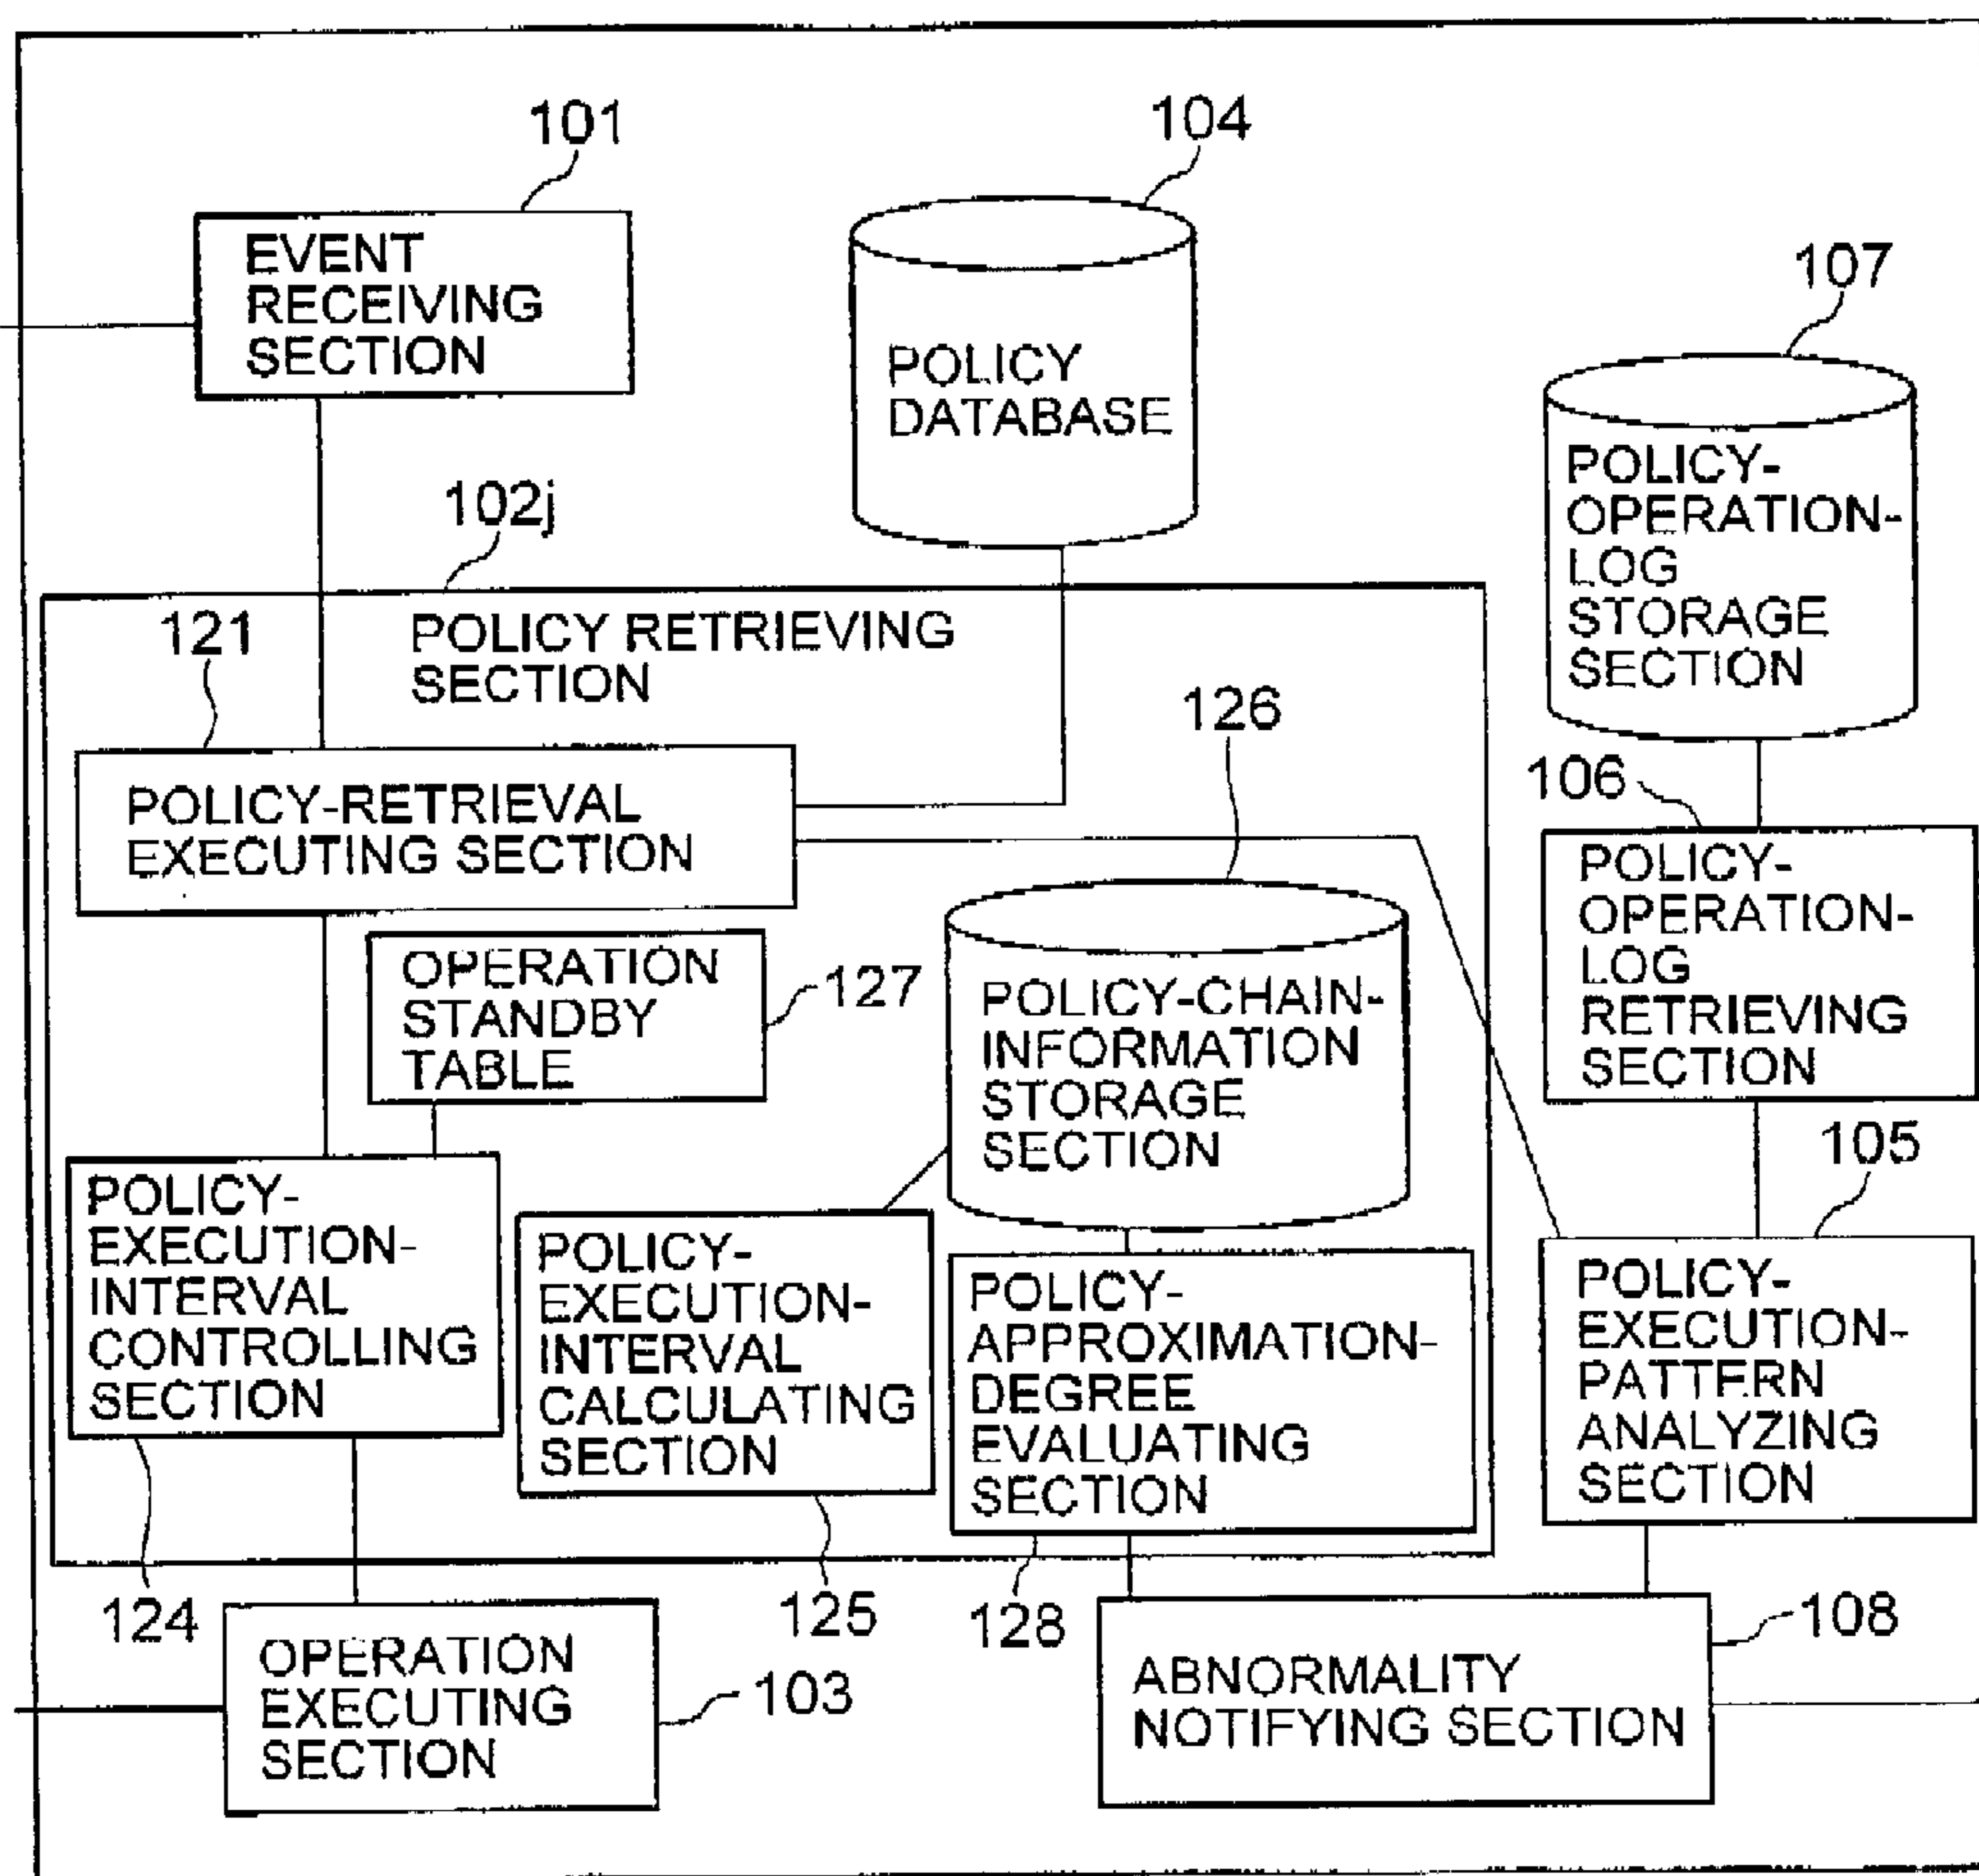 101
104
EVENT
RECEIVING
SECTION
107
POLICY
DATABASE
POLICY-
OPERATION-
LOG
STORAGE
SECTION
102j
121
POLICY RETRIEVING
SECTION
126
106
POLICY-RETRIEVAL
EXECUTING SECTION
POLICY-
OPERATION-
LOG
RETRIEVING
SECTION
OPERATION
STANDBY
TABLE
127
POLICY-CHAIN-
INFORMATION
STORAGE
SECTION
105
POLICY-
EXECUTION-
INTERVAL
CONTROLLING
SECTION
POLICY-
EXECUTION-
INTERVAL
CALCULATING
SECTION
POLICY-
APPROXIMATION-
DEGREE
EVALUATING
SECTION
POLICY-
EXECUTION-
PATTERN
ANALYZING
SECTION
124
125
128
108
OPERATION
EXECUTING
SECTION
103
ABNORMALITY
NOTIFYING SECTION